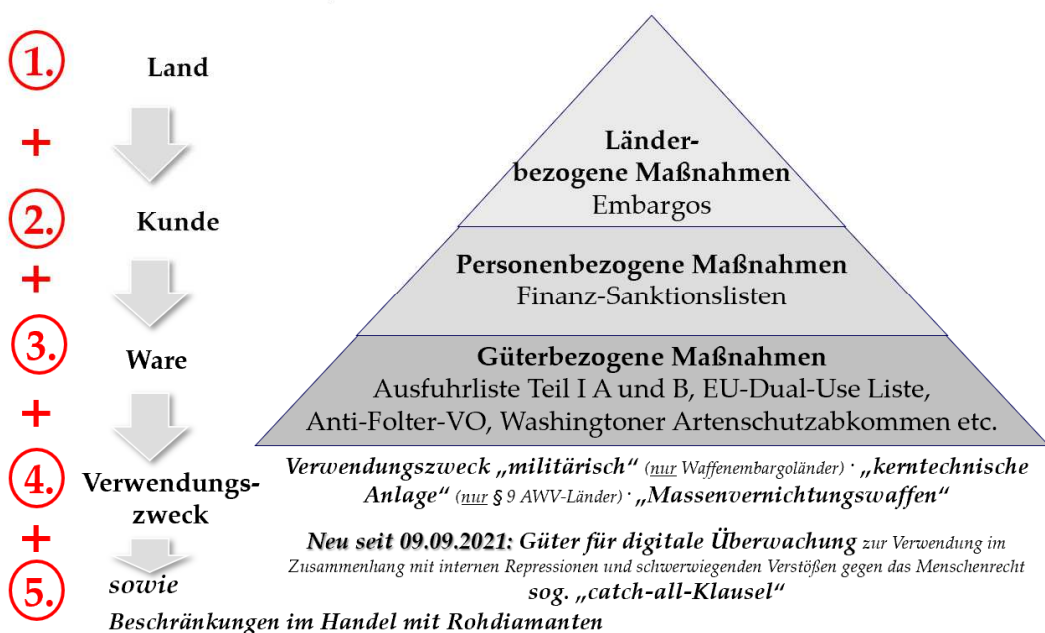 1.
Land
+
2.
Kunde
+
3.
Ware
+
4.
Verwendungs-
zweck
+
5.
sowie
Beschränkungen im Handel mit Rohdiamanten
Länder-
bezogene Maßnahmen
Embargos
Personenbezogene Maßnahmen
Finanz-Sanktionslisten
Güterbezogene Maßnahmen
Ausfuhrliste Teil I A und B, EU-Dual-Use Liste,
Anti-Folter-VO, Washingtoner Artenschutzabkommen etc.
Verwendungszweck „militärisch“ (nur Waffenembargoländer) · „kerntechnische
Anlage“ (nur § 9 AWV-Länder) · „Massenvernichtungswaffen“
Neu seit 09.09.2021: Güter für digitale Überwachung zur Verwendung im
Zusammenhang mit internen Repressionen und schwerwiegenden Verstößen gegen das Menschenrecht
sog. „catch-all-Klausel“